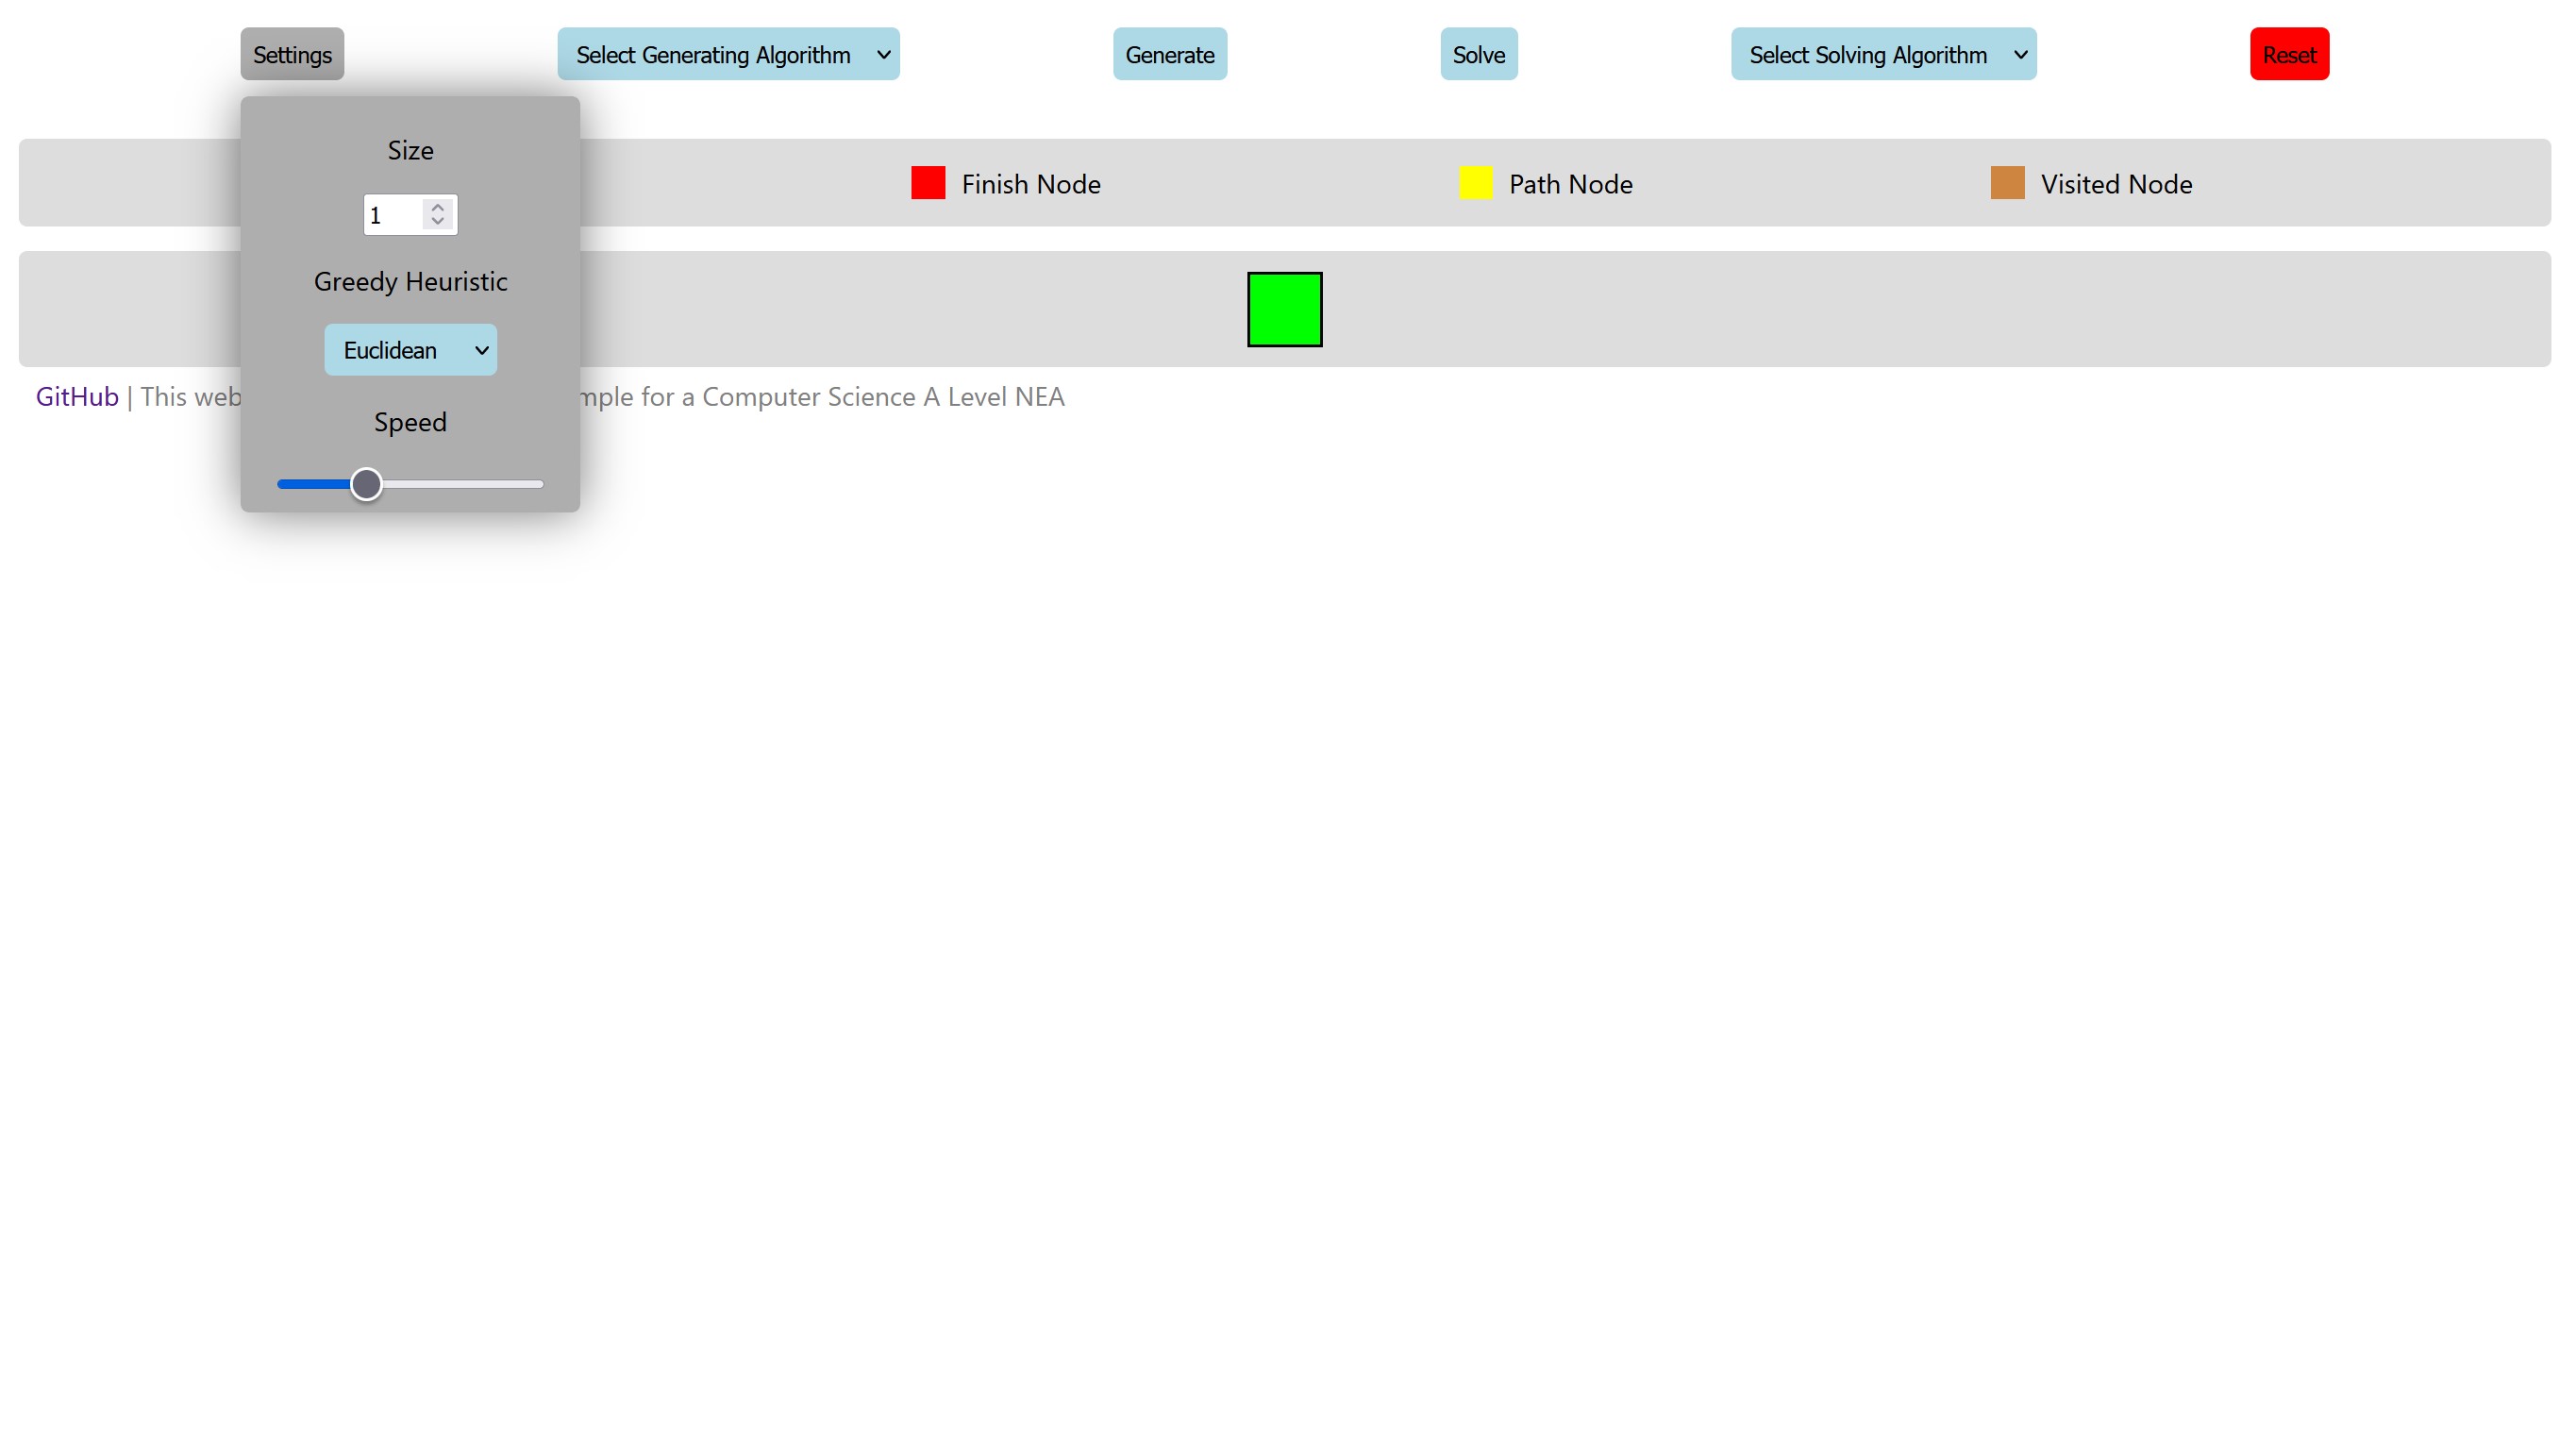 Settings
Select Generating Algorithm
Generate
Solve
Select Solving Algorithm
Reset
Size
1
Greedy Heuristic
Euclidean
Speed
Finish Node
Path Node
Visited Node
GitHub | This web mple for a Computer Science A Level NEA